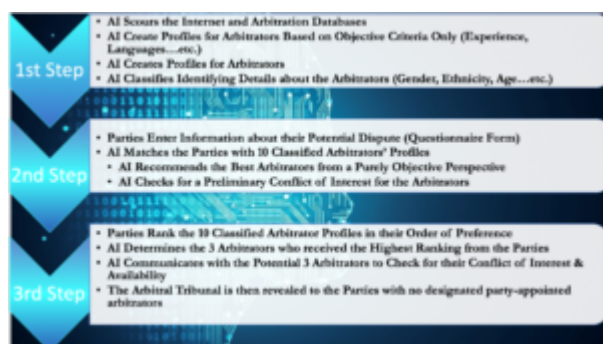 1st Step
• AI Scours the Internet and Arbitration Databases
• AI Create Profiles for Arbitrators Based on Objective Criteria Only (Experience,
Languages…etc.)
• AI Creates Profiles for Arbitrators
• AI Classifies Identifying Details about the Arbitrators (Gender, Ethnicity, Age…etc.)
2nd Step
• Parties Enter Information about their Potential Dispute (Questionnaire Form)
• AI Matches the Parties with 10 Classified Arbitrators' Profiles
• AI Recommends the Best Arbitrators from a Purely Objective Perspective
• AI Checks for a Preliminary Conflict of Interest for the Arbitrators
3rd Step
• Parties Rank the 10 Classified Arbitrator Profiles in their Order of Preference
• AI Determines the 3 Arbitrators who received the Highest Ranking from the Parties
• AI Communicates with the Potential 3 Arbitrators to Check for their Conflict of Interest &
Availability
• The Arbitral Tribunal is then revealed to the Parties with no designated party-appointed
arbitrators